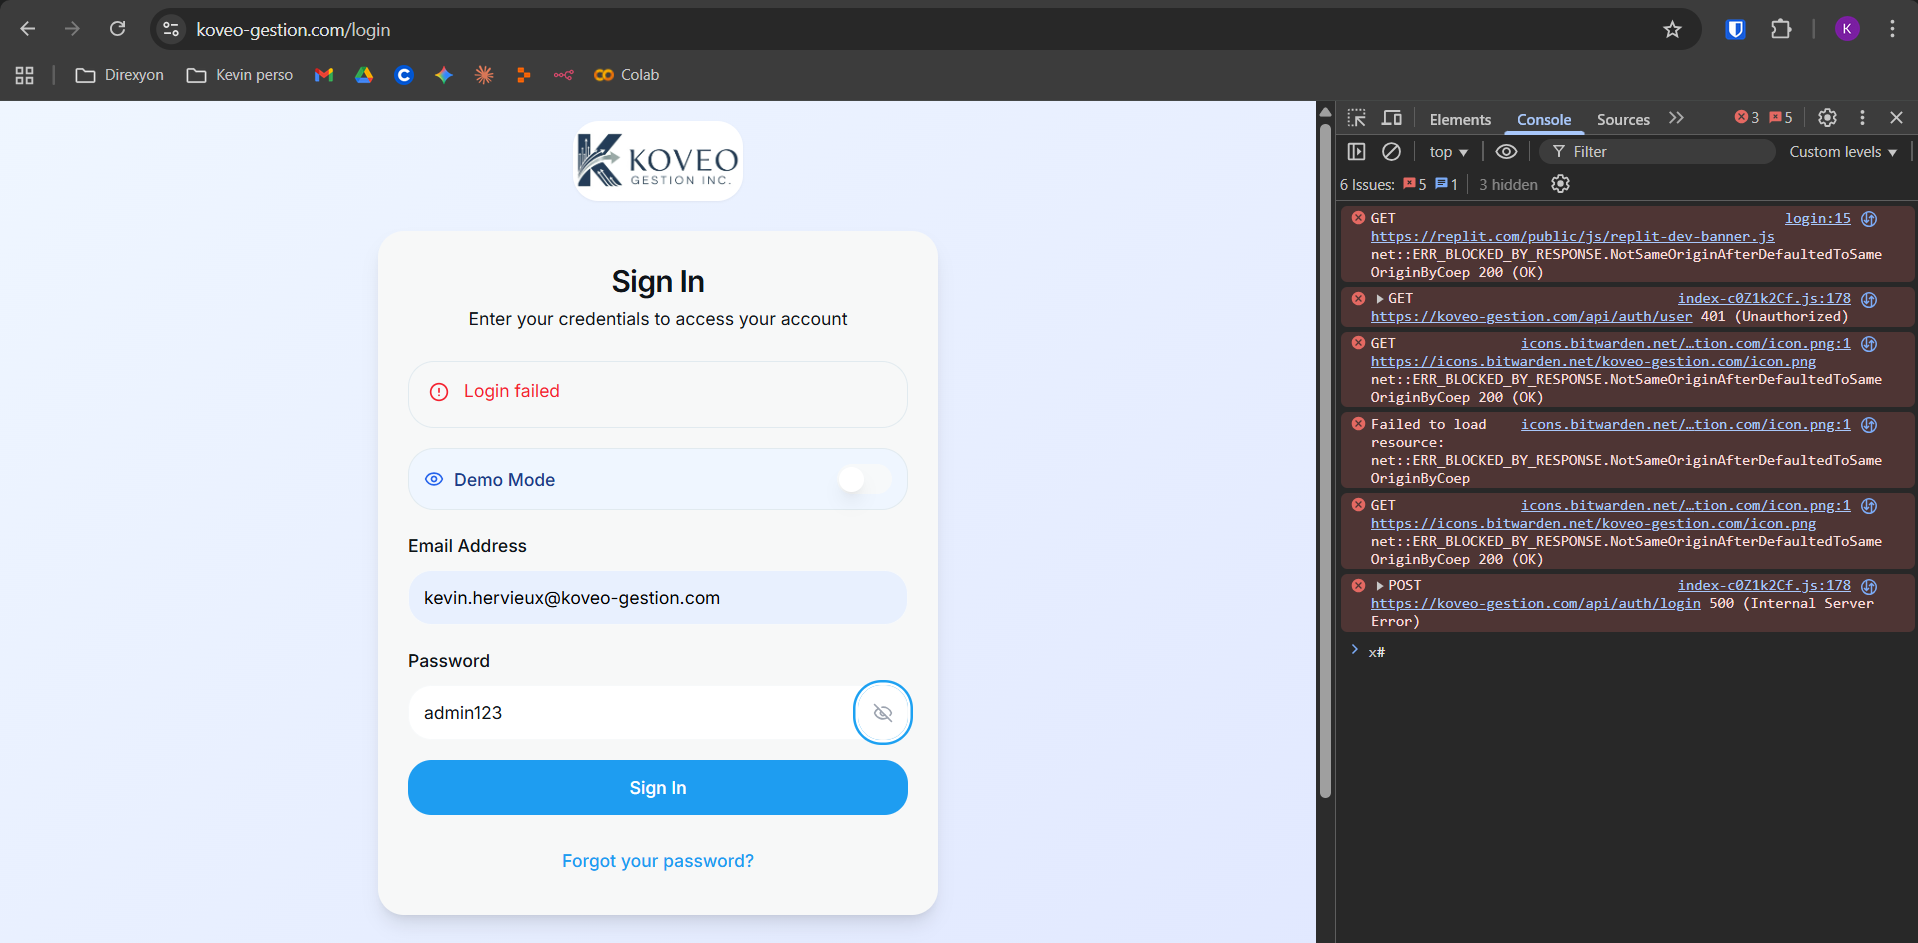 koveo-gestion.com/login
K
Direxyon
Kevin perso
Colab
KOVEO
GESTION INC.
Sign In
Enter your credentials to access your account
Login failed
Demo Mode
Email Address
kevin.hervieux@koveo-gestion.com
Password
admin123
Sign In
Forgot your password?
Elements Console Sources 3 5
top Filter Custom levels
6 Issues: 5 1 3 hidden
GET login:15
https://replit.com/public/js/replit-dev-banner.js
net::ERR_BLOCKED_BY_RESPONSE.NotSameOriginAfterDefaultedToSame
OriginByCoep 200 (OK)
GET index-c0Z1k2Cf.js:178
https://koveo-gestion.com/api/auth/user 401 (Unauthorized)
GET icons.bitwarden.net/…tion.com/icon.png:1
https://icons.bitwarden.net/koveo-gestion.com/icon.png
net::ERR_BLOCKED_BY_RESPONSE.NotSameOriginAfterDefaultedToSame
OriginByCoep 200 (OK)
Failed to load icons.bitwarden.net/…tion.com/icon.png:1
resource:
net::ERR_BLOCKED_BY_RESPONSE.NotSameOriginAfterDefaultedToSame
OriginByCoep
GET icons.bitwarden.net/…tion.com/icon.png:1
https://icons.bitwarden.net/koveo-gestion.com/icon.png
net::ERR_BLOCKED_BY_RESPONSE.NotSameOriginAfterDefaultedToSame
OriginByCoep 200 (OK)
POST index-c0Z1k2Cf.js:178
https://koveo-gestion.com/api/auth/login 500 (Internal Server
Error)
x#